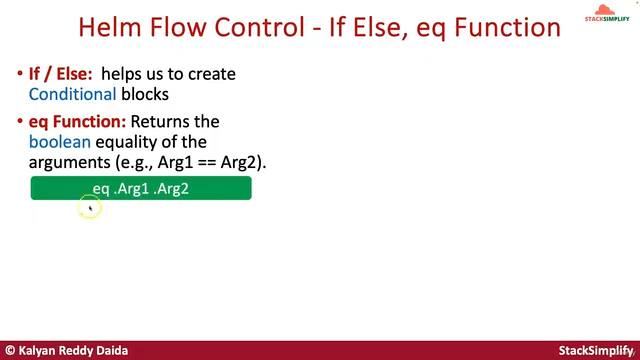 Helm Flow Control - If Else, eq Function
STACKSIMPLIFY
• If / Else: helps us to create
Conditional blocks
• eq Function: Returns the
boolean equality of the
arguments (e.g., Arg1 == Arg2).
eq .Arg1 .Arg2
© Kalyan Reddy Daida
StackSimplify